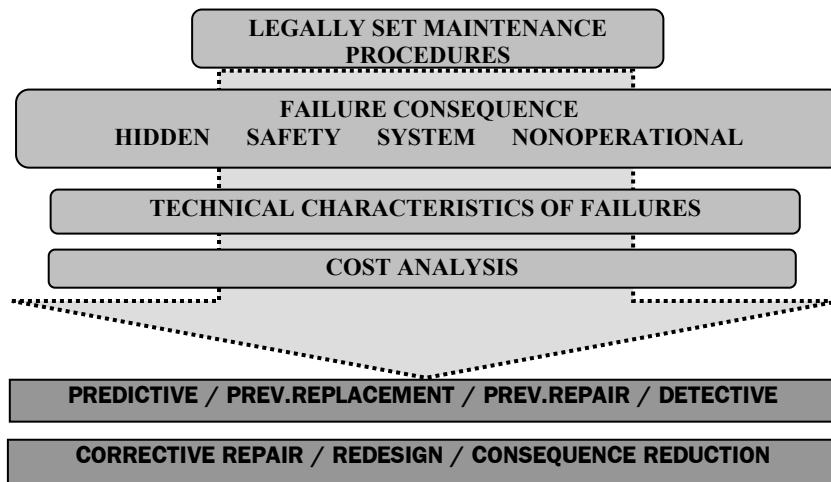 LEGALLY SET MAINTENANCE
PROCEDURES
FAILURE CONSEQUENCE
HIDDEN SAFETY SYSTEM NONOPERATIONAL
TECHNICAL CHARACTERISTICS OF FAILURES
COST ANALYSIS
PREDICTIVE / PREV.REPLACEMENT / PREV.REPAIR / DETECTIVE
CORRECTIVE REPAIR / REDESIGN / CONSEQUENCE REDUCTION